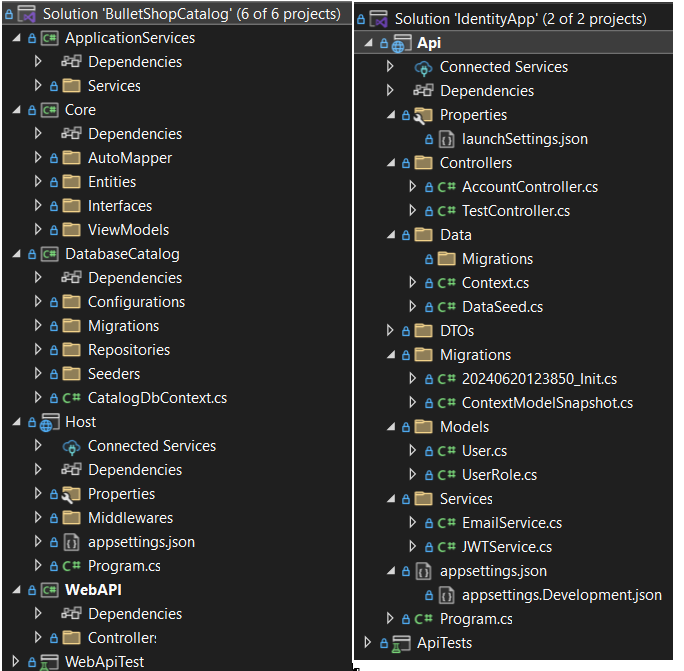 Solution 'BulletShopCatalog' (6 of 6 projects)
ApplicationServices
Dependencies
Services
Core
Dependencies
AutoMapper
Entities
Interfaces
ViewModels
DatabaseCatalog
Dependencies
Configurations
Migrations
Repositories
Seeders
CatalogDbContext.cs
Host
Connected Services
Dependencies
Properties
Middlewares
appsettings.json
Program.cs
WebAPI
Dependencies
Controllers
WebApiTest
Solution 'IdentityApp' (2 of 2 projects)
Api
Connected Services
Dependencies
Properties
launchSettings.json
Controllers
AccountController.cs
TestController.cs
Data
Migrations
Context.cs
DataSeed.cs
DTOs
Migrations
20240620123850_Init.cs
ContextModelSnapshot.cs
Models
User.cs
UserRole.cs
Services
EmailService.cs
JWTService.cs
appsettings.json
appsettings.Development.json
Program.cs
ApiTests